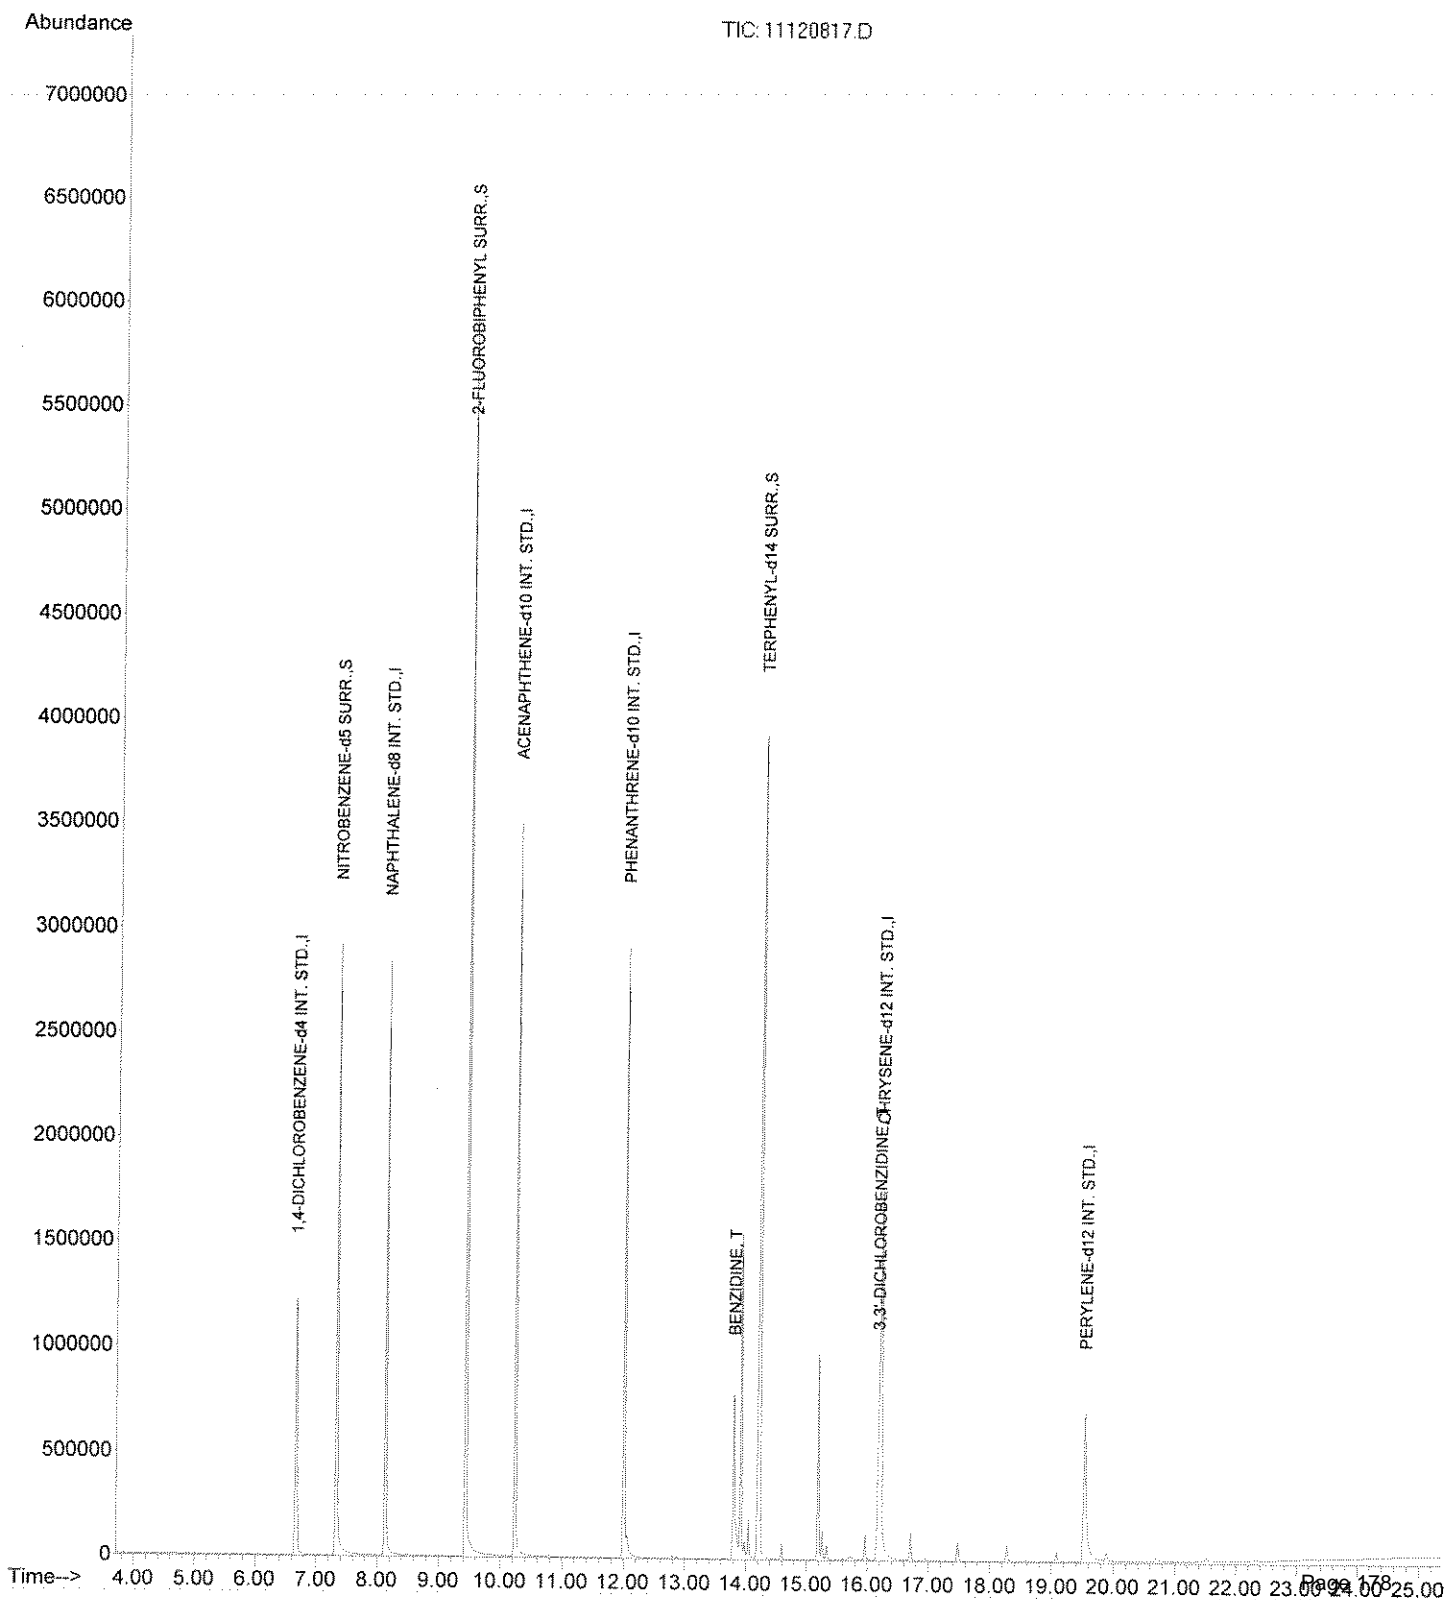 Abundance
TIC: 11120817.D
7000000
6500000
6000000
5500000
5000000
4500000
4000000
3500000
3000000
2500000
2000000
1500000
1000000
500000
0
1,4-DICHLOROBENZENE-d4 INT. STD.,I
NITROBENZENE-d5 SURR.,S
NAPHTHALENE-d8 INT. STD.,I
2-FLUOROBIPHENYL SURR.,S
ACENAPHTHENE-d10 INT. STD.,I
PHENANTHRENE-d10 INT. STD.,I
BENZIDINE,T
TERPHENYL-d14 SURR.,S
3,3'-DICHLOROBENZIDINE,T
CHRYSENE-d12 INT. STD.,I
PERYLENE-d12 INT. STD.,I
Time--> 4.00 5.00 6.00 7.00 8.00 9.00 10.00 11.00 12.00 13.00 14.00 15.00 16.00 17.00 18.00 19.00 20.00 21.00 22.00 23.00 24.00 25.00
Page 178